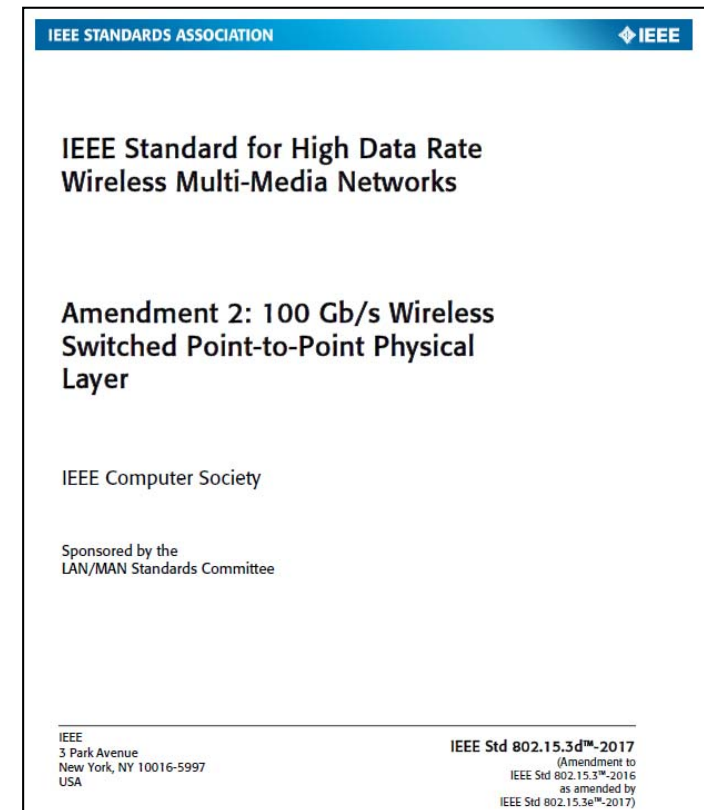 IEEE STANDARDS ASSOCIATION
IEEE
IEEE Standard for High Data Rate
Wireless Multi-Media Networks
Amendment 2: 100 Gb/s Wireless
Switched Point-to-Point Physical
Layer
IEEE Computer Society
Sponsored by the
LAN/MAN Standards Committee
IEEE
3 Park Avenue
New York, NY 10016-5997
USA
IEEE Std 802.15.3d™-2017
(Amendment to
IEEE Std 802.15.3™-2016
as amended by
IEEE Std 802.15.3e™-2017)